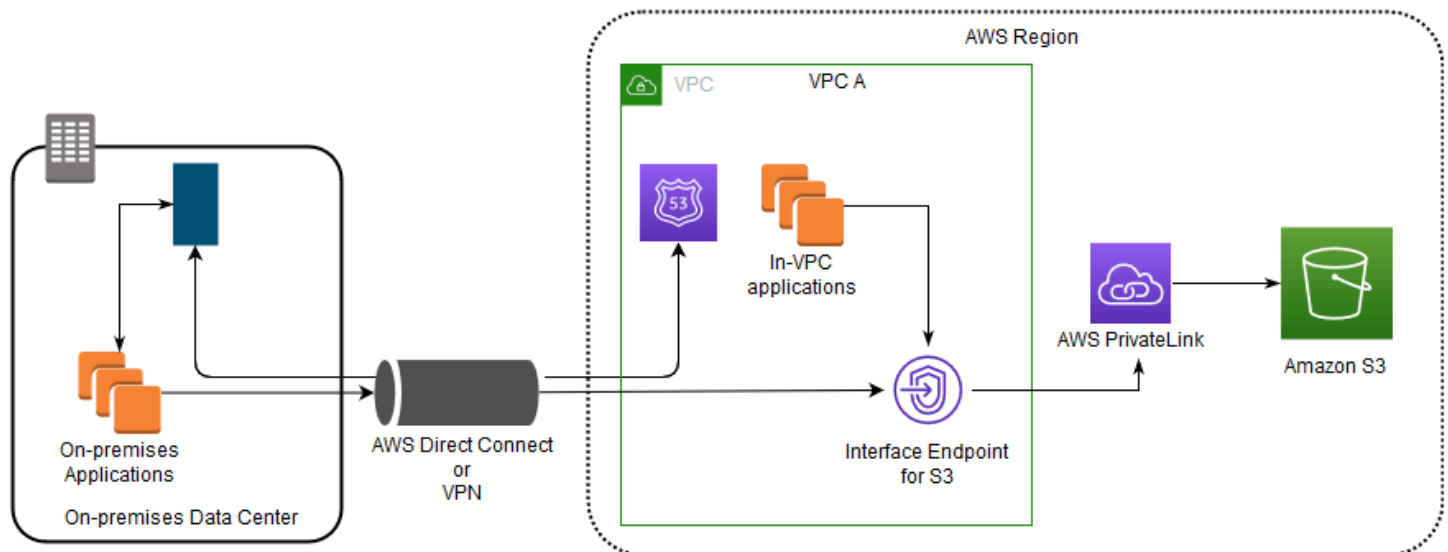 AWS Region
VPC
VPC A
53
In-VPC
applications
AWS PrivateLink
Amazon S3
On-premises
Applications
AWS Direct Connect
or
VPN
Interface Endpoint
for S3
On-premises Data Center